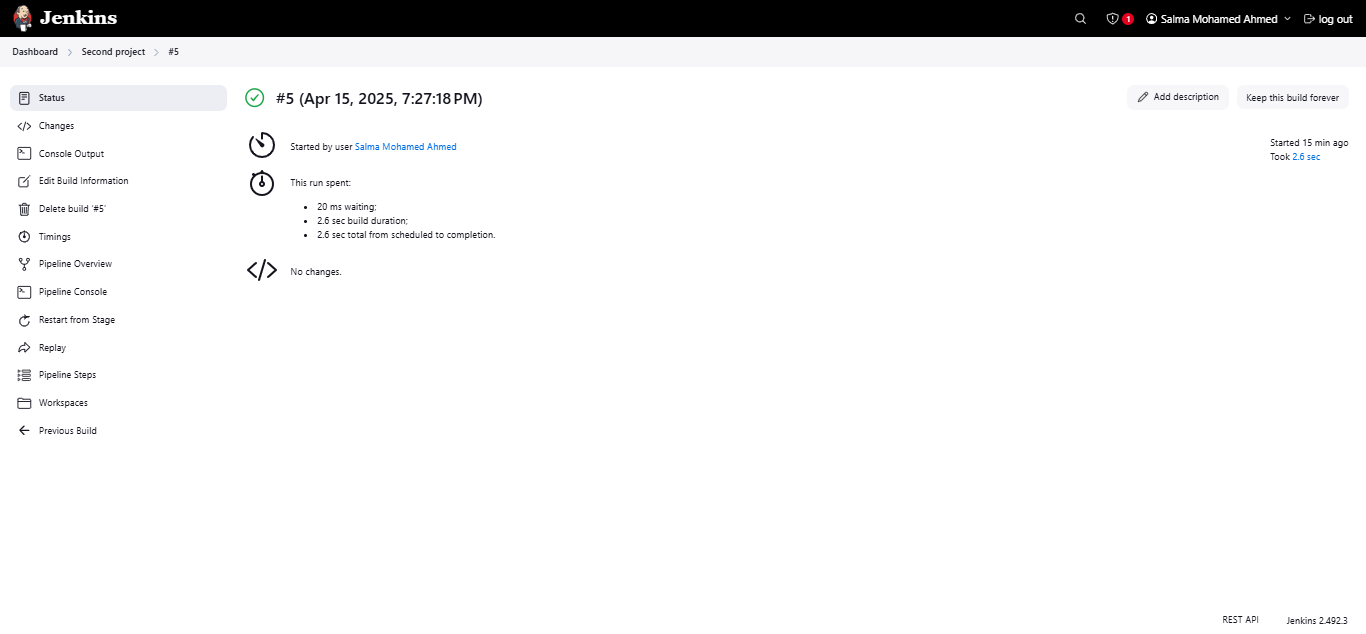 Jenkins
1
Salma Mohamed Ahmed
log out
Dashboard
Second project
#5
Status
Changes
Console Output
Edit Build Information
Delete build '#5'
Timings
Pipeline Overview
Pipeline Console
Restart from Stage
Replay
Pipeline Steps
Workspaces
Previous Build
#5 (Apr 15, 2025, 7:27:18 PM)
Add description
Keep this build forever
Started by user Salma Mohamed Ahmed
Started 15 min ago
Took 2.6 sec
This run spent:
20 ms waiting;
2.6 sec build duration;
2.6 sec total from scheduled to completion.
No changes.
REST API
Jenkins 2.492.3